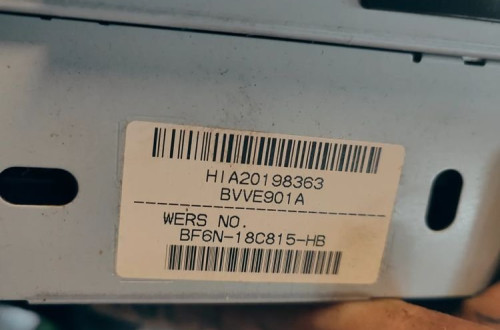 HIA20198363
BVVE901A
WERS NO.
BF6N-18C815-HB